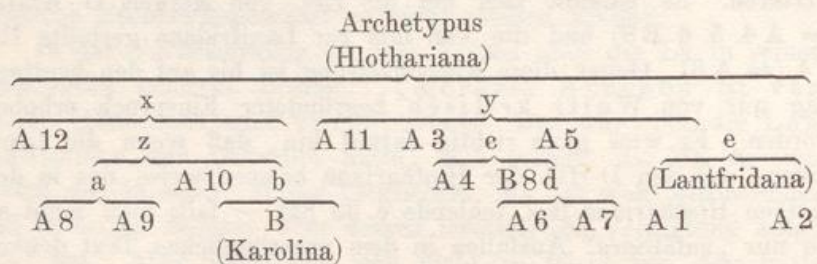 Archetypus
(Hlothariana)
x y
A 12 z A 11 A 3 c A 5 e
a A 10 b A 4 B 8 d (Lantfridana)
A 8 A 9 B A 6 A 7 A 1 A 2
(Karolina)